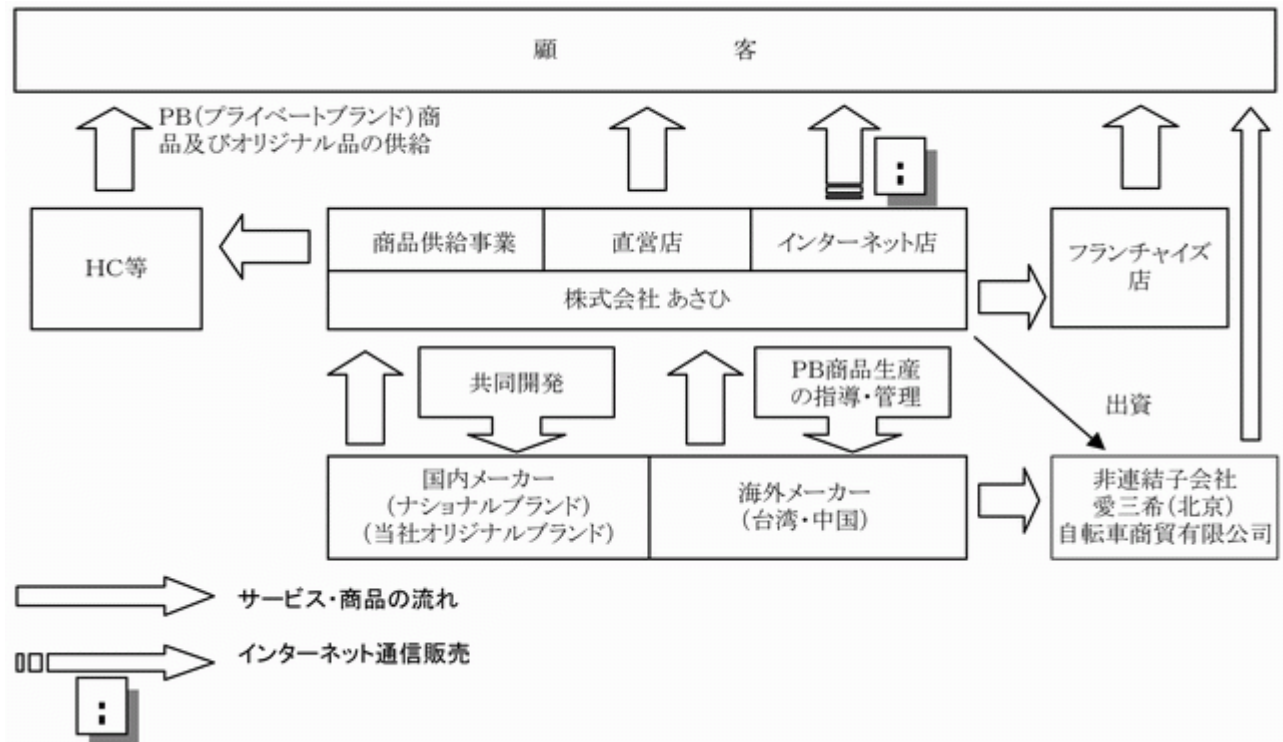 顧 客
PB(プライベートブランド)商
品及びオリジナル品の供給
:
HC等
商品供給事業
直営店
インターネット店
株式会社 あさひ
フランチャイズ
店
共同開発
PB商品生産
の指導・管理
出資
国内メーカー
(ナショナルブランド)
(当社オリジナルブランド)
海外メーカー
(台湾・中国)
非連結子会社
愛三希(北京)
自転車商貿有限公司
サービス・商品の流れ
インターネット通信販売
: